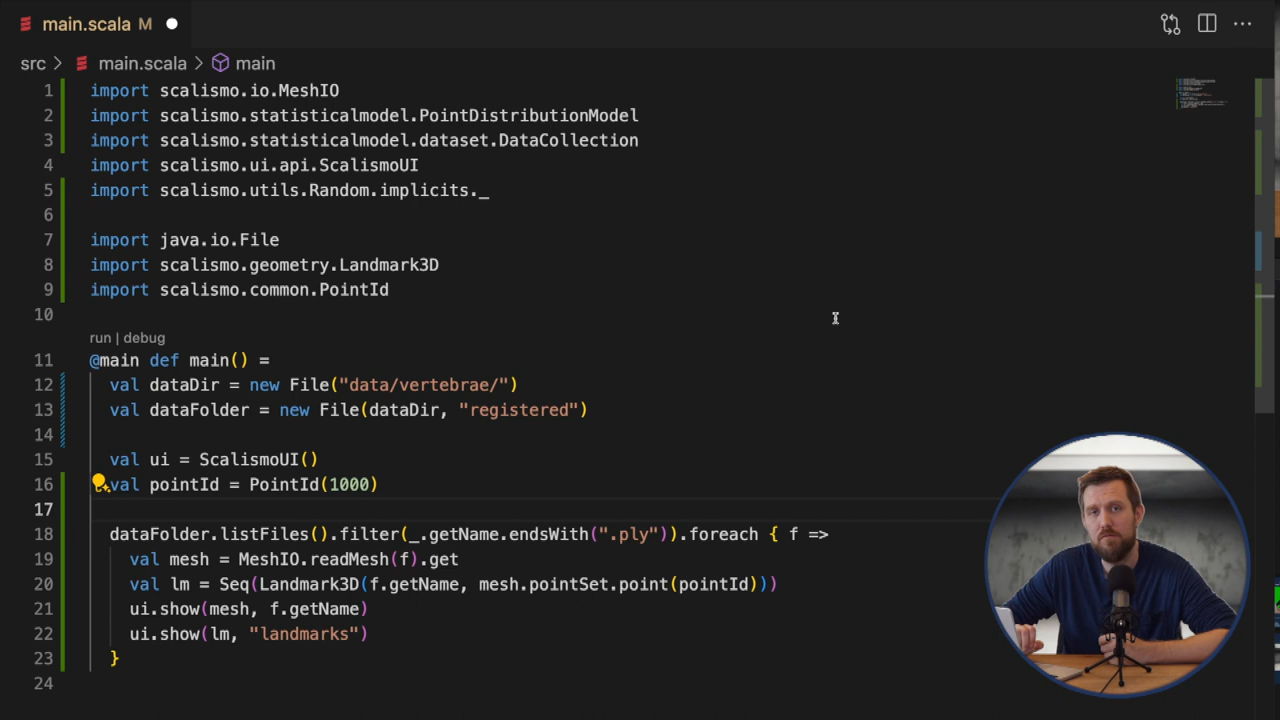 main.scala M
src > main.scala > main
1 import scalismo.io.MeshIO
2 import scalismo.statisticalmodel.PointDistributionModel
3 import scalismo.statisticalmodel.dataset.DataCollection
4 import scalismo.ui.api.ScalismoUI
5 import scalismo.utils.Random.implicits._
6
7 import java.io.File
8 import scalismo.geometry.Landmark3D
9 import scalismo.common.PointId
10
run | debug
11 @main def main() =
12   val dataDir = new File("data/vertebrae/")
13   val dataFolder = new File(dataDir, "registered")
14
15   val ui = ScalismoUI()
16   val pointId = PointId(1000)
17
18   dataFolder.listFiles().filter(_.getName.endsWith(".ply")).foreach { f =>
19     val mesh = MeshIO.readMesh(f).get
20     val lm = Seq(Landmark3D(f.getName, mesh.pointSet.point(pointId)))
21     ui.show(mesh, f.getName)
22     ui.show(lm, "landmarks")
23   }
24